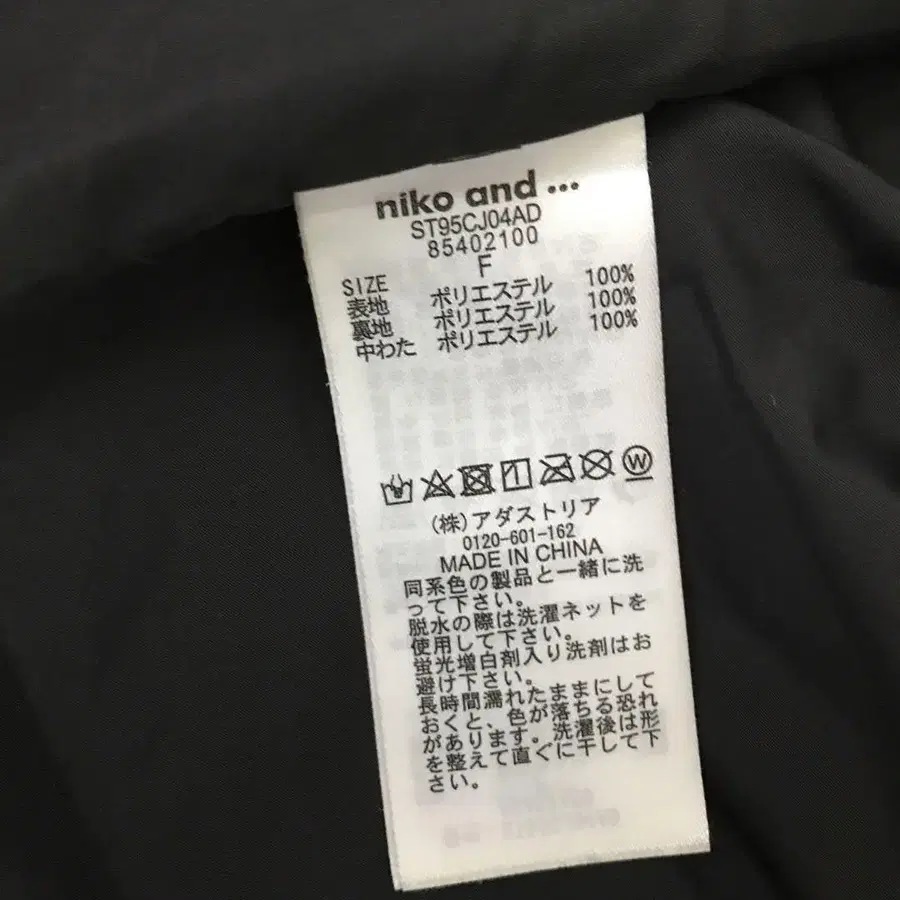 niko and ...
ST95CJ04AD
85402100
SIZE F
表地 ポリエステル 100%
裏地 ポリエステル 100%
中わた ポリエステル 100%
W
(株)アダストリア
0120-601-162
MADE IN CHINA
同系色の製品と一緒に洗
って下さい。
脱水の際は洗濯ネットを
使用して下さい。
蛍光増白剤入り洗剤はお
避け下さい。
長時間濡れたままにして
おくと、色が落ちる恐れ
があります。洗濯後は形
を整えて直ぐに干して下
さい。